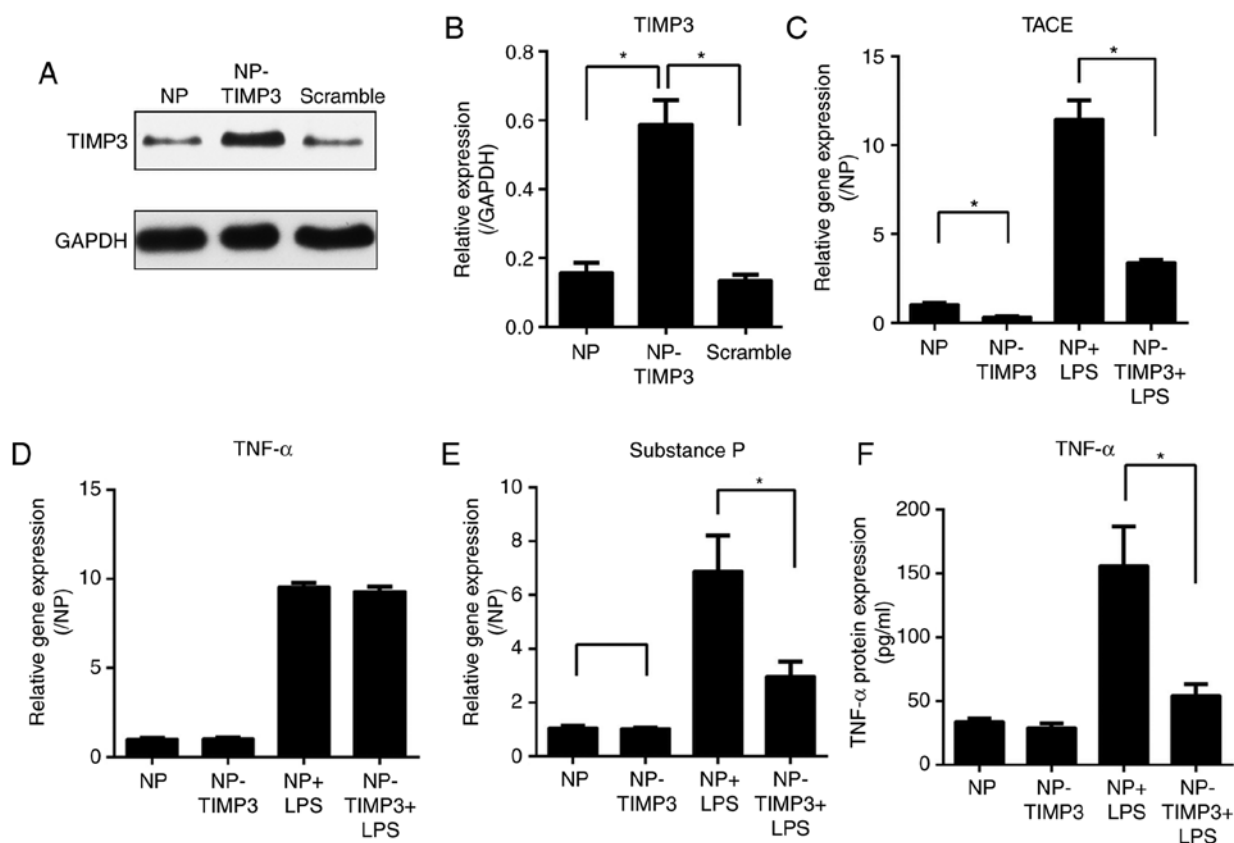 A
NP
NP-
TIMP3
Scramble
TIMP3
GAPDH
B
TIMP3
Relative expression
(/GAPDH)
0.8
0.6
0.4
0.2
0.0
*
*
NP
NP-
TIMP3
Scramble
C
TACE
Relative gene expression
(/NP)
15
10
5
0
*
*
NP
NP-
TIMP3
NP+
LPS
NP-
TIMP3+
LPS
D
TNF-α
Relative gene expression
(/NP)
15
10
5
0
NP
NP-
TIMP3
NP+
LPS
NP-
TIMP3+
LPS
E
Substance P
Relative gene expression
(/NP)
10
8
6
4
2
0
*
NP
NP-
TIMP3
NP+
LPS
NP-
TIMP3+
LPS
F
TNF-α
TNF-α protein expression
(pg/ml)
200
150
100
50
0
*
NP
NP-
TIMP3
NP+
LPS
NP-
TIMP3+
LPS